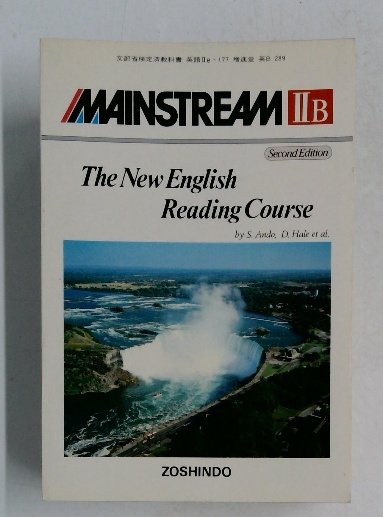 文部省検定済教科書 英語ⅡB・177 増進堂 英B 289
MAINSTREAM ⅡB
Second Edition
The New English
Reading Course
by S. Ando, D. Hale et al.
ZOSHINDO